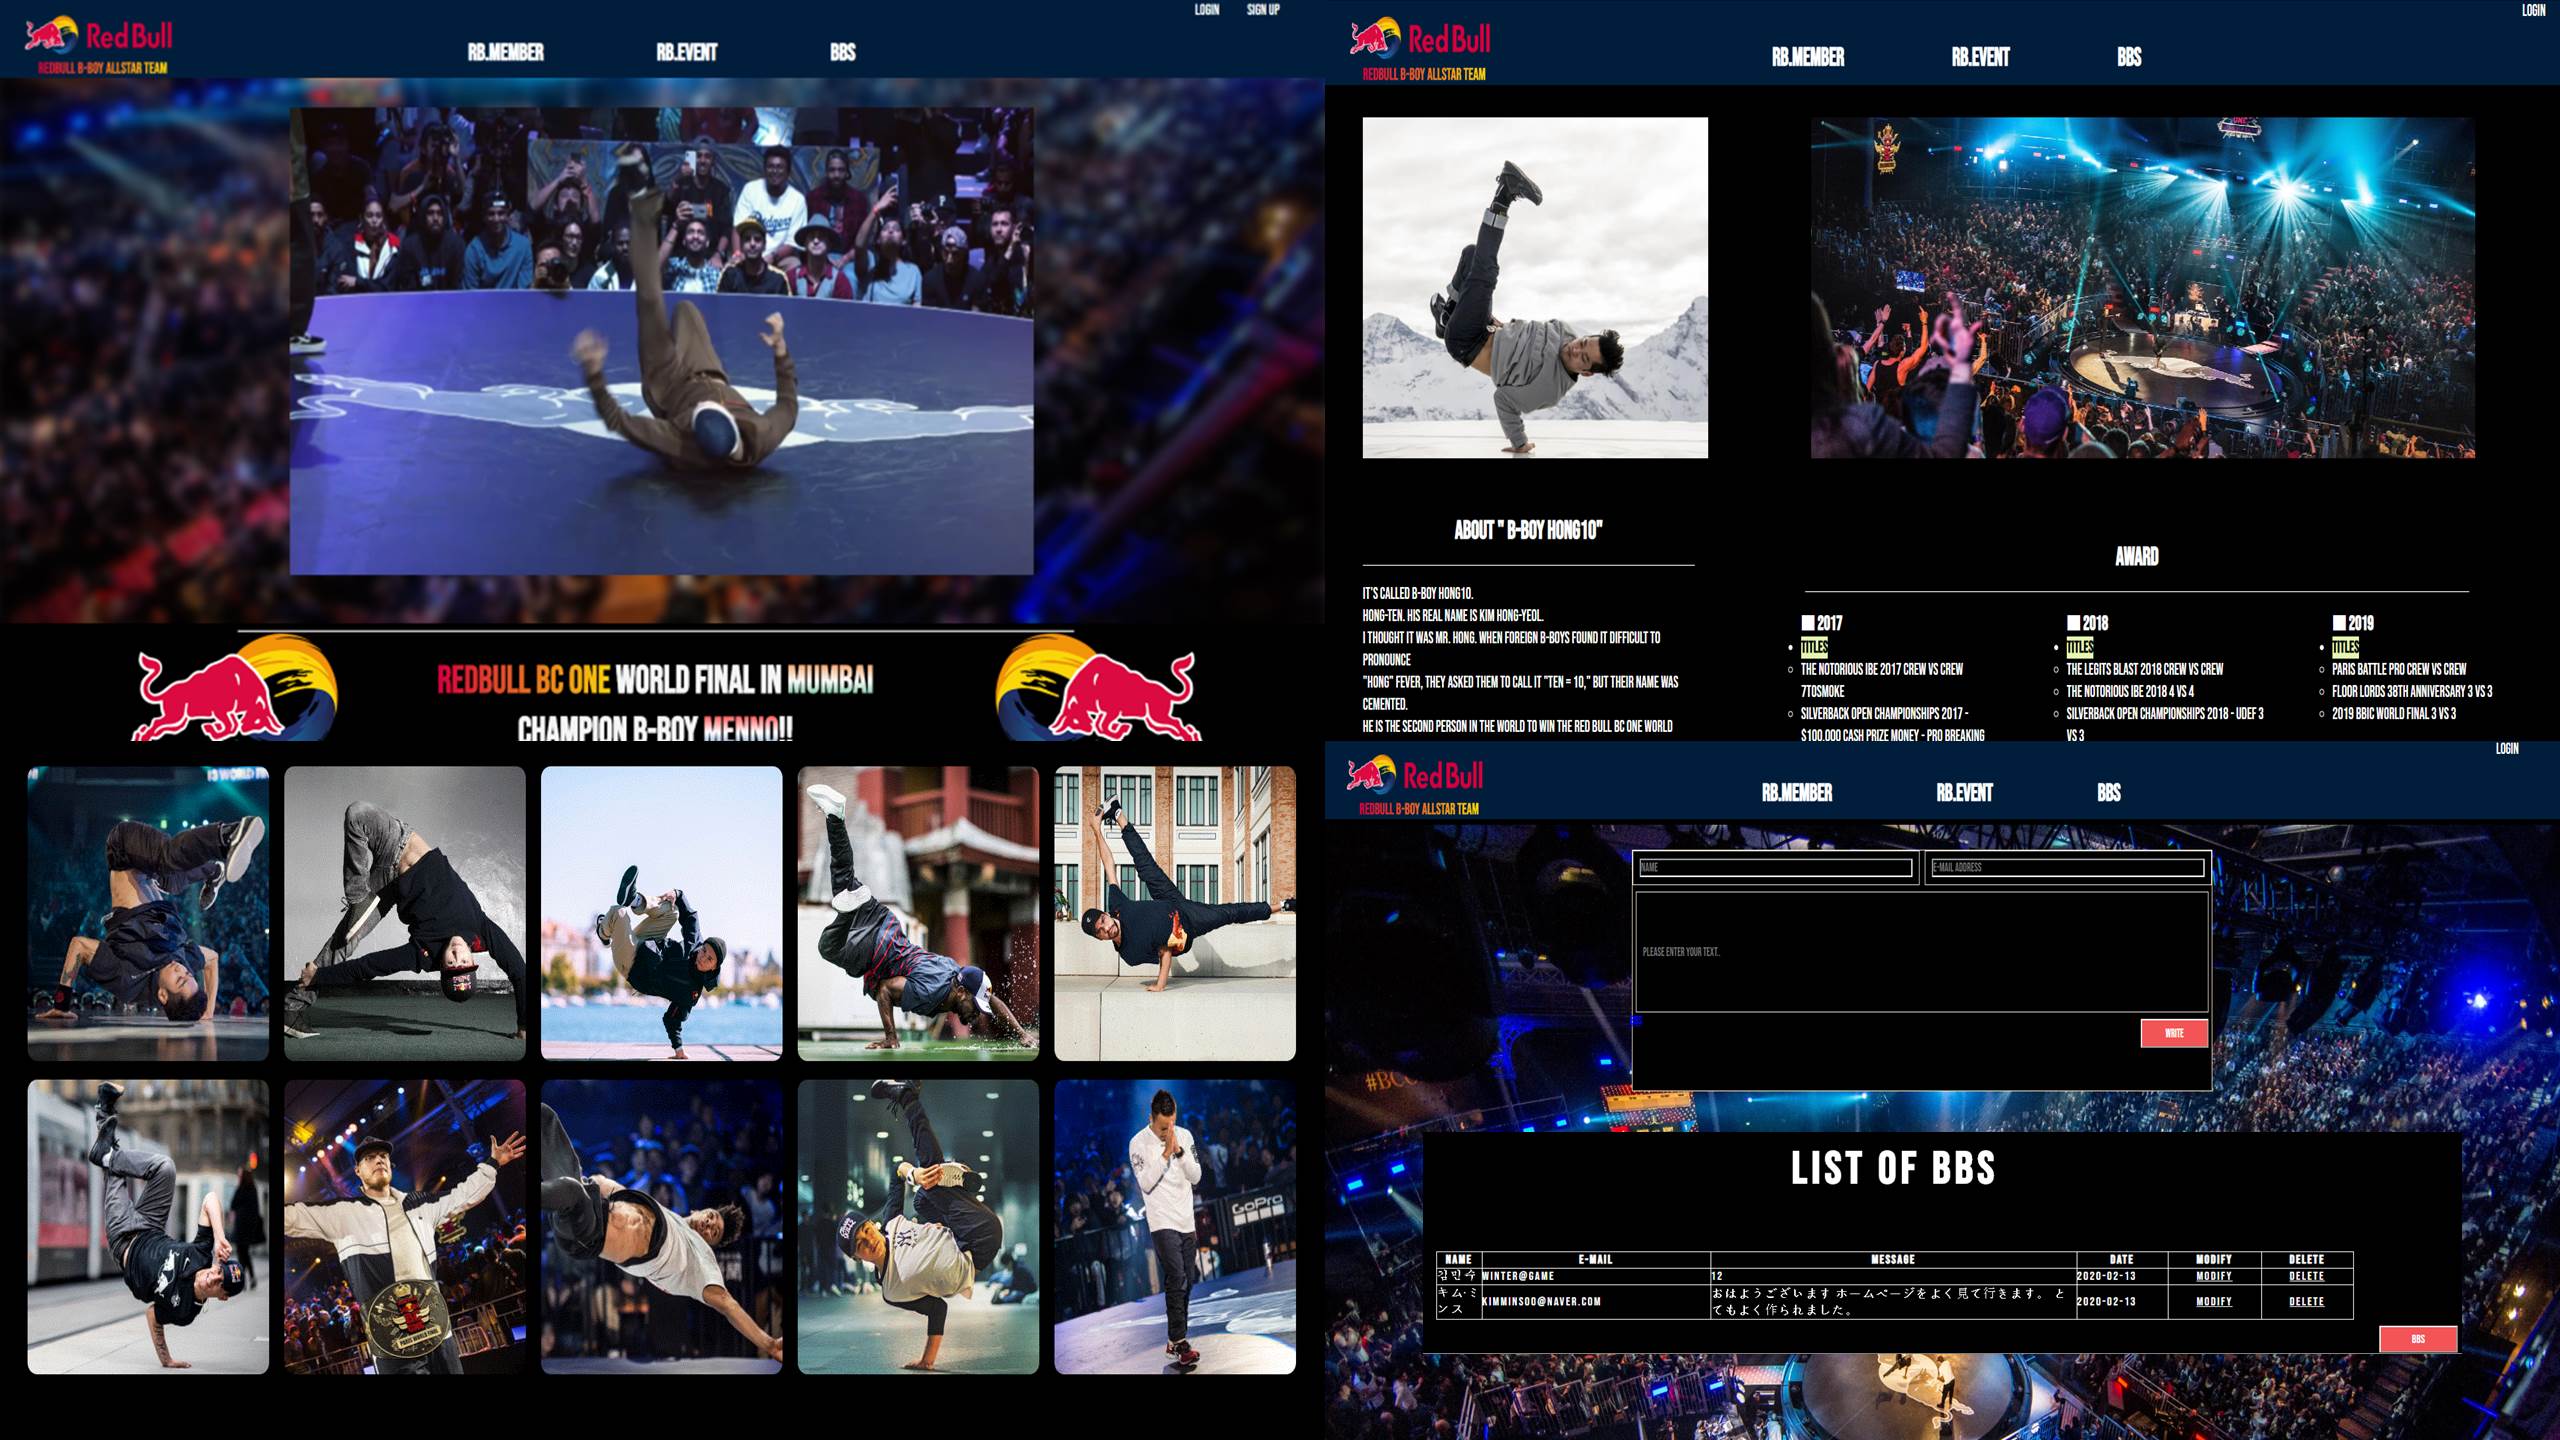 LOGIN
SIGN UP
Red Bull
REDBULL B-BOY ALLSTAR TEAM
RB.MEMBER
RB.EVENT
BBS
REDBULL BC ONE WORLD FINAL IN MUMBAI
CHAMPION B-BOY MENNO!!
LOGIN
Red Bull
REDBULL B-BOY ALLSTAR TEAM
RB.MEMBER
RB.EVENT
BBS
ABOUT " B-BOY HONG10"
IT'S CALLED B-BOY HONG10.
HONG-TEN. HIS REAL NAME IS KIM HONG-YEOL.
I THOUGHT IT WAS MR. HONG. WHEN FOREIGN B-BOYS FOUND IT DIFFICULT TO
PRONOUNCE
"HONG" FEVER, THEY ASKED THEM TO CALL IT "TEN = 10," BUT THEIR NAME WAS
CEMENTED.
HE IS THE SECOND PERSON IN THE WORLD TO WIN THE RED BULL BC ONE WORLD
AWARD
2017
TITLES
THE NOTORIOUS IBE 2017 CREW VS CREW
7TOSMOKE
SILVERBACK OPEN CHAMPIONSHIPS 2017 -
$100,000 CASH PRIZE MONEY - PRO BREAKING
2018
TITLES
THE LEGITS BLAST 2018 CREW VS CREW
THE NOTORIOUS IBE 2018 4 VS 4
SILVERBACK OPEN CHAMPIONSHIPS 2018 - UDEF 3
VS 3
2019
TITLES
PARIS BATTLE PRO CREW VS CREW
FLOOR LORDS 38TH ANNIVERSARY 3 VS 3
2019 BBIC WORLD FINAL 3 VS 3
GoPro
LOGIN
Red Bull
REDBULL B-BOY ALLSTAR TEAM
RB.MEMBER
RB.EVENT
BBS
NAME
E-MAIL ADDRESS
PLEASE ENTER YOUR TEXT..
WRITE
LIST OF BBS
NAME E-MAIL MESSAGE DATE MODIFY DELETE
김민수 WINTER@GAME 12 2020-02-13 MODIFY DELETE
キム·ミンス KIMMINSOO@NAVER.COM おはようございます ホームページをよく見て行きます。 と
てもよく作られました。 2020-02-13 MODIFY DELETE
BBS